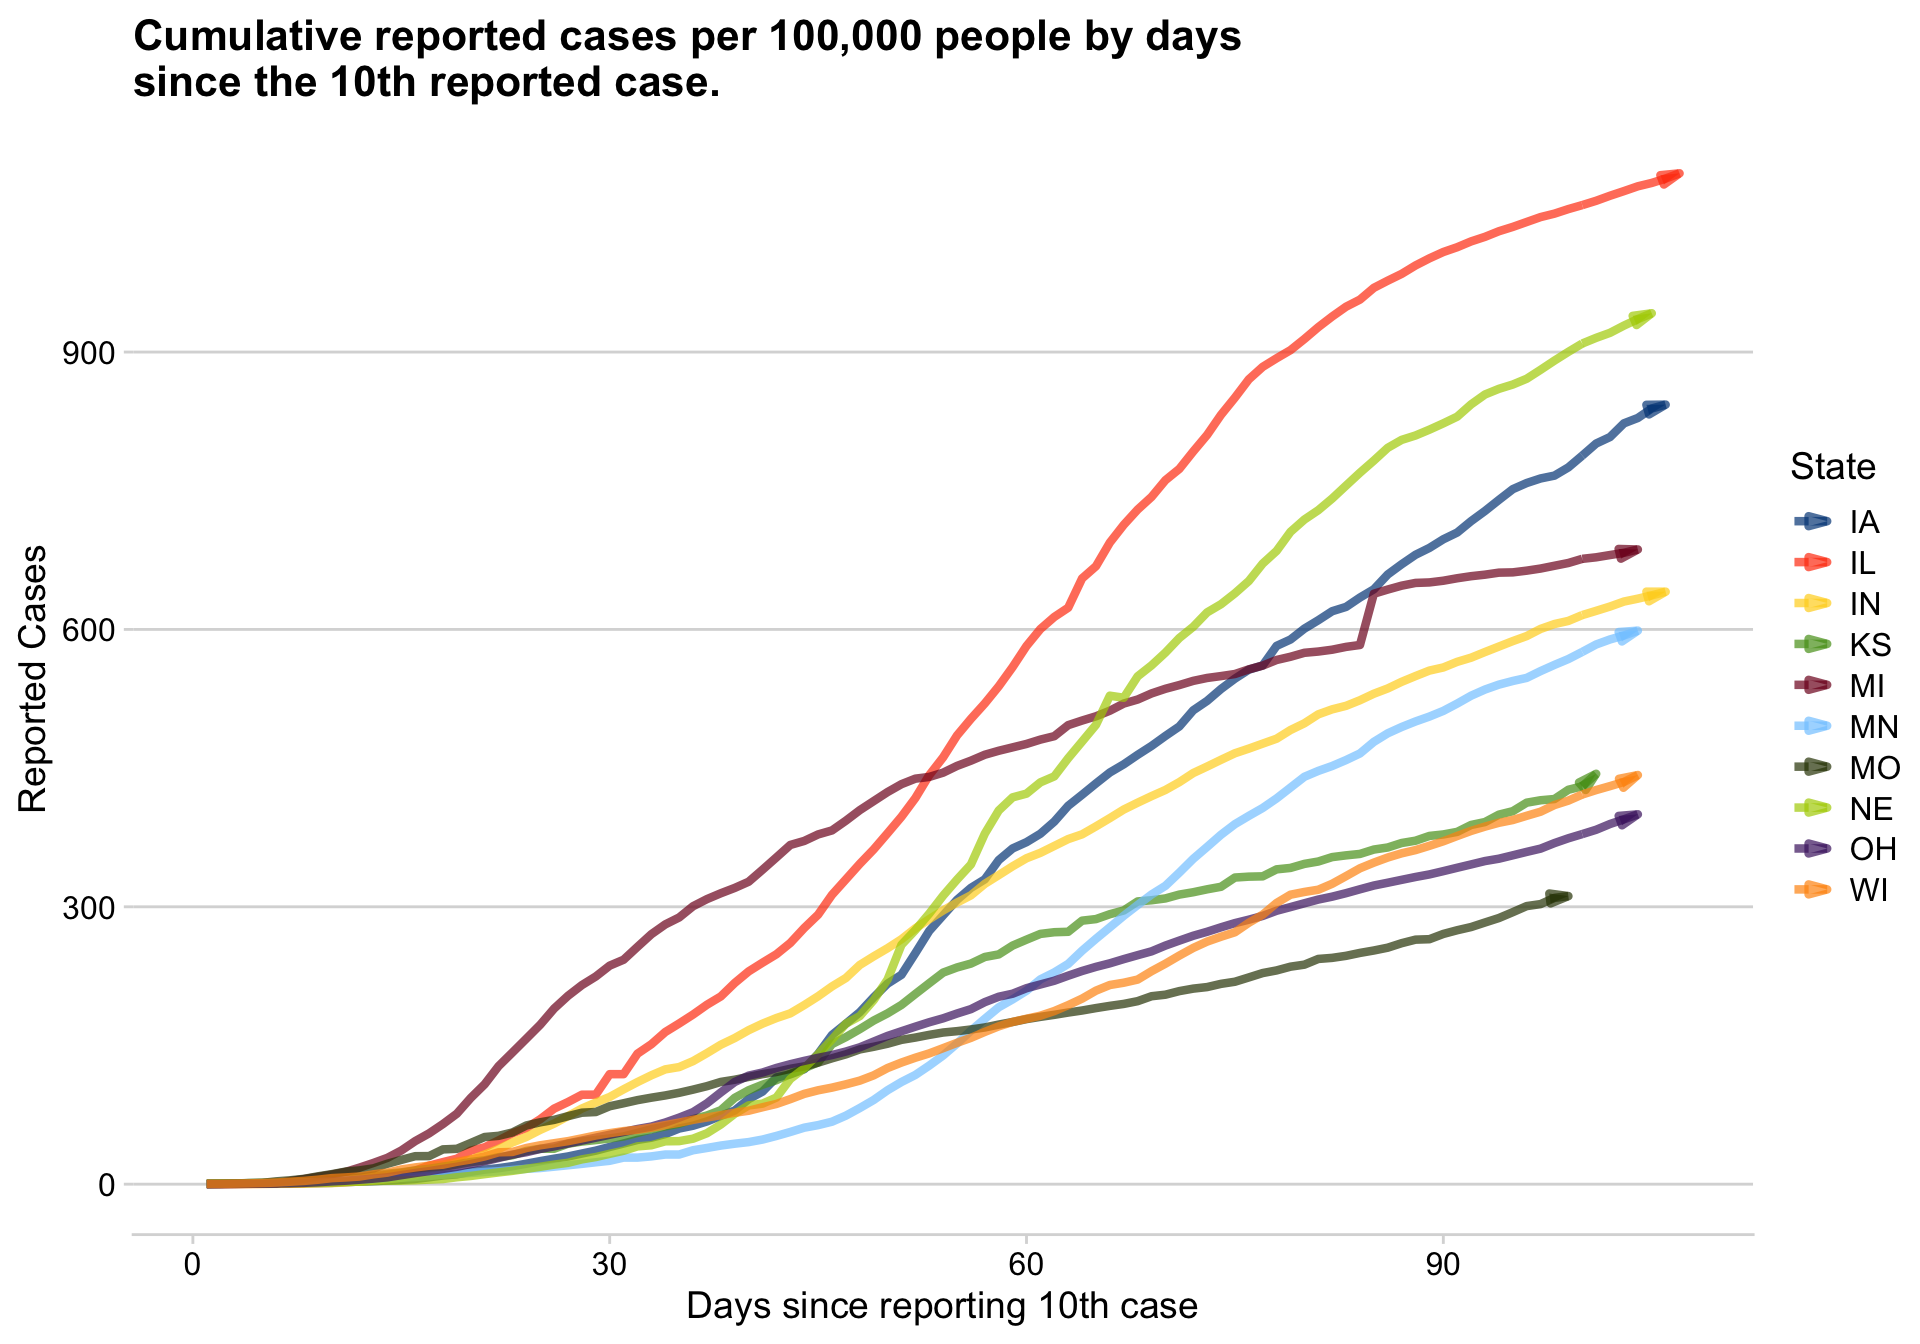 Cumulative reported cases per 100,000 people by days
since the 10th reported case.
Reported Cases
900
600
300
0
0
30
60
90
Days since reporting 10th case
State
IA
IL
IN
KS
MI
MN
MO
NE
OH
WI